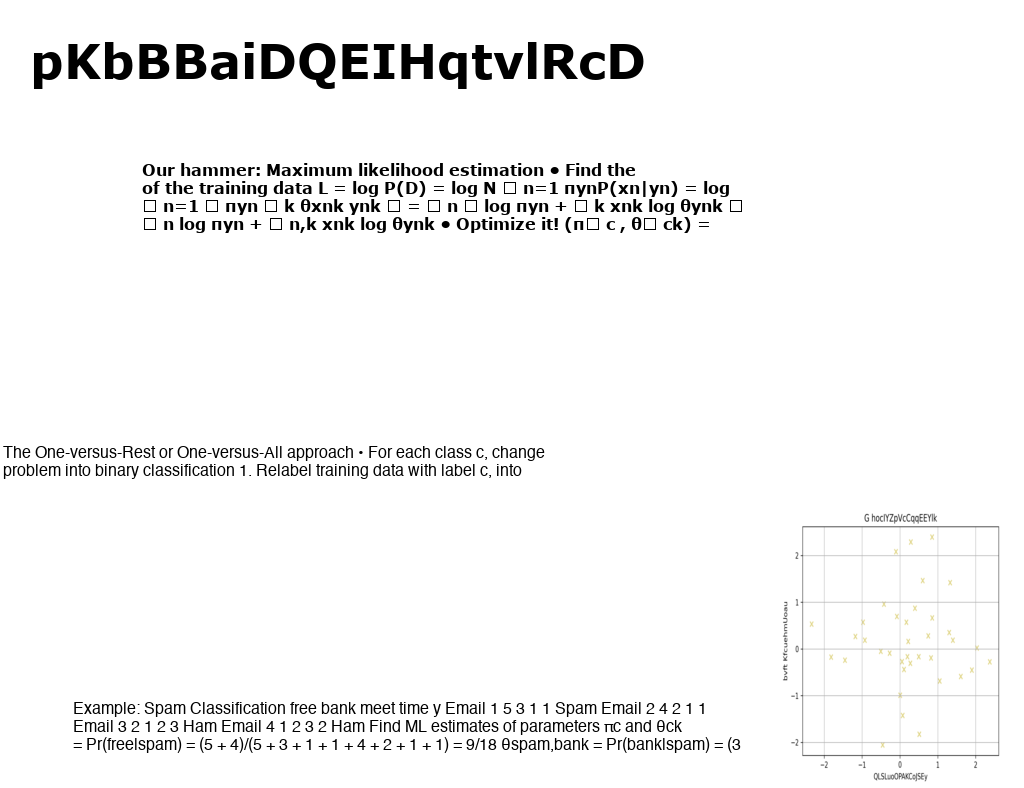 pKbBBaiDQEIHqtvlRcD
Our hammer: Maximum likelihood estimation • Find the
of the training data L = log P(D) = log N □ n=1 πynP(xn|yn) = log
□ n=1 □ πyn □ k θxnk ynk □ = □ n □ log πyn + □ k xnk log θynk □
□ n log πyn + □ n,k xnk log θynk • Optimize it! (π□ c , θ□ ck) =
The One-versus-Rest or One-versus-All approach • For each class c, change
problem into binary classification 1. Relabel training data with label c, into
G hocIYZpVcCqqEEYlk
2
1
0
−1
−2
−2 −1 0 1 2
bvft KfcuehmUoau
QLSLuoOPAKCoJSEy
Example: Spam Classification free bank meet time y Email 1 5 3 1 1 Spam Email 2 4 2 1 1
Email 3 2 1 2 3 Ham Email 4 1 2 3 2 Ham Find ML estimates of parameters πc and θck
= Pr(free|spam) = (5 + 4)/(5 + 3 + 1 + 1 + 4 + 2 + 1 + 1) = 9/18 θspam,bank = Pr(bank|spam) = (3